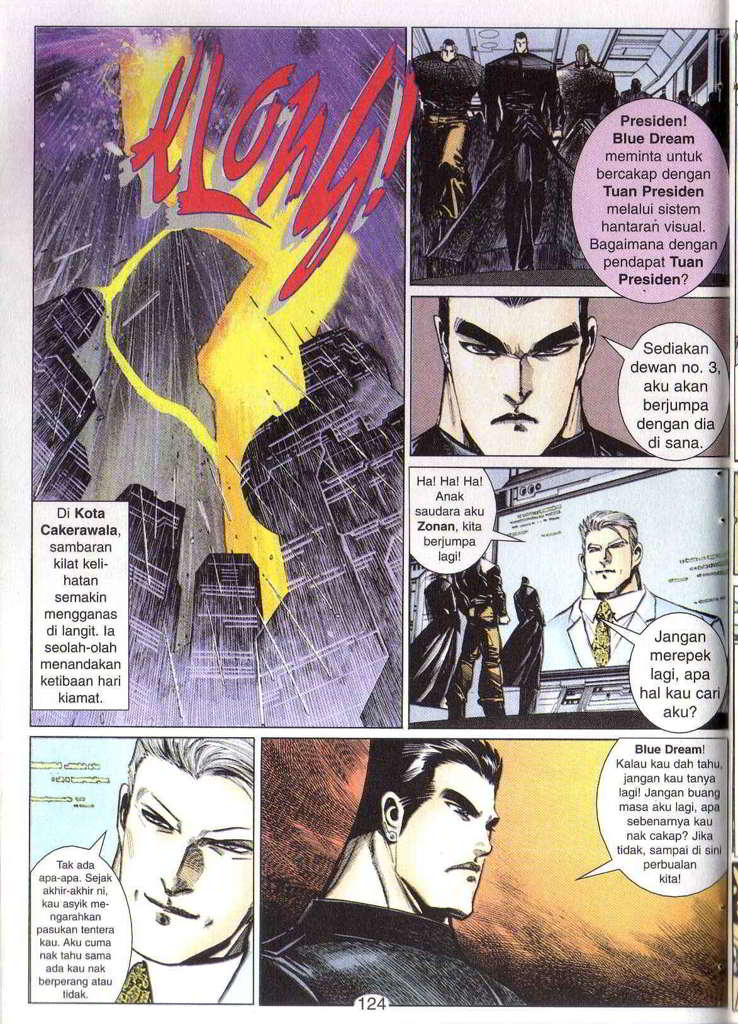 KLONG!
Di Kota
Cakerawala,
sambaran
kilat keli-
hatan
semakin
mengganas
di langit. Ia
seolah-olah
menandakan
ketibaan hari
kiamat.
Presiden!
Blue Dream
meminta untuk
bercakap dengan
Tuan Presiden
melalui sistem
hantaran visual.
Bagaimana dengan
pendapat Tuan
Presiden?
Sediakan
dewan no. 3,
aku akan
berjumpa
dengan dia
di sana.
Ha! Ha! Ha!
Anak
saudara aku
Zonan, kita
berjumpa
lagi!
Jangan
merepek
lagi, apa
hal kau cari
aku?
Tak ada
apa-apa. Sejak
akhir-akhir ni,
kau asyik me-
ngarahkan
pasukan tentera
kau. Aku cuma
nak tahu sama
ada kau nak
berperang atau
tidak.
Blue Dream!
Kalau kau dah tahu,
jangan kau tanya
lagi! Jangan buang
masa aku lagi, apa
sebenarnya kau
nak cakap? Jika
tidak, sampai di sini
perbualan
kita!
124